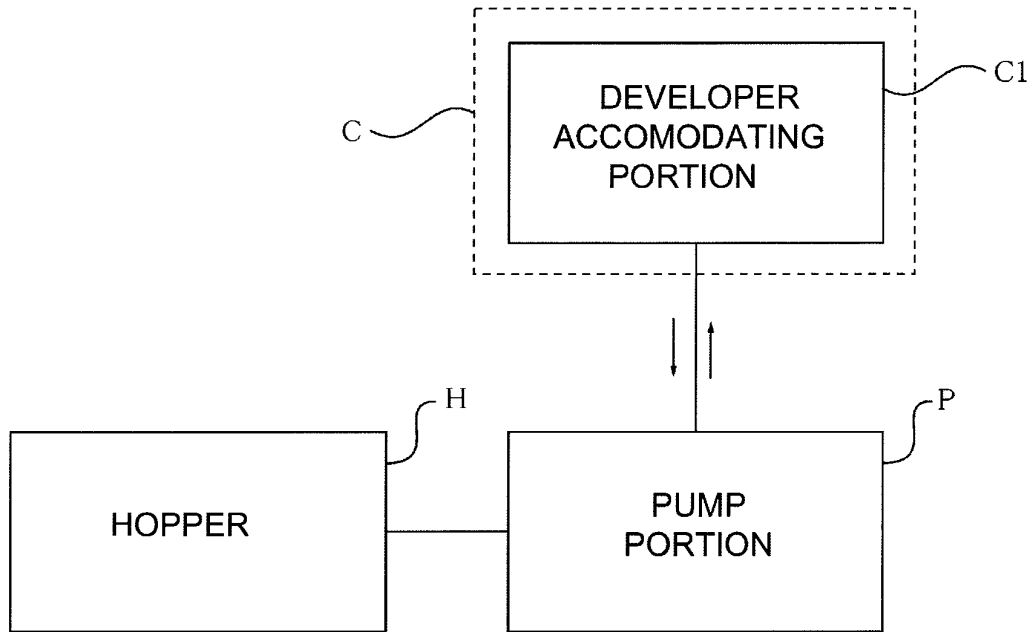 DEVELOPER
ACCOMODATING
PORTION
C1
C
H
P
HOPPER
PUMP
PORTION